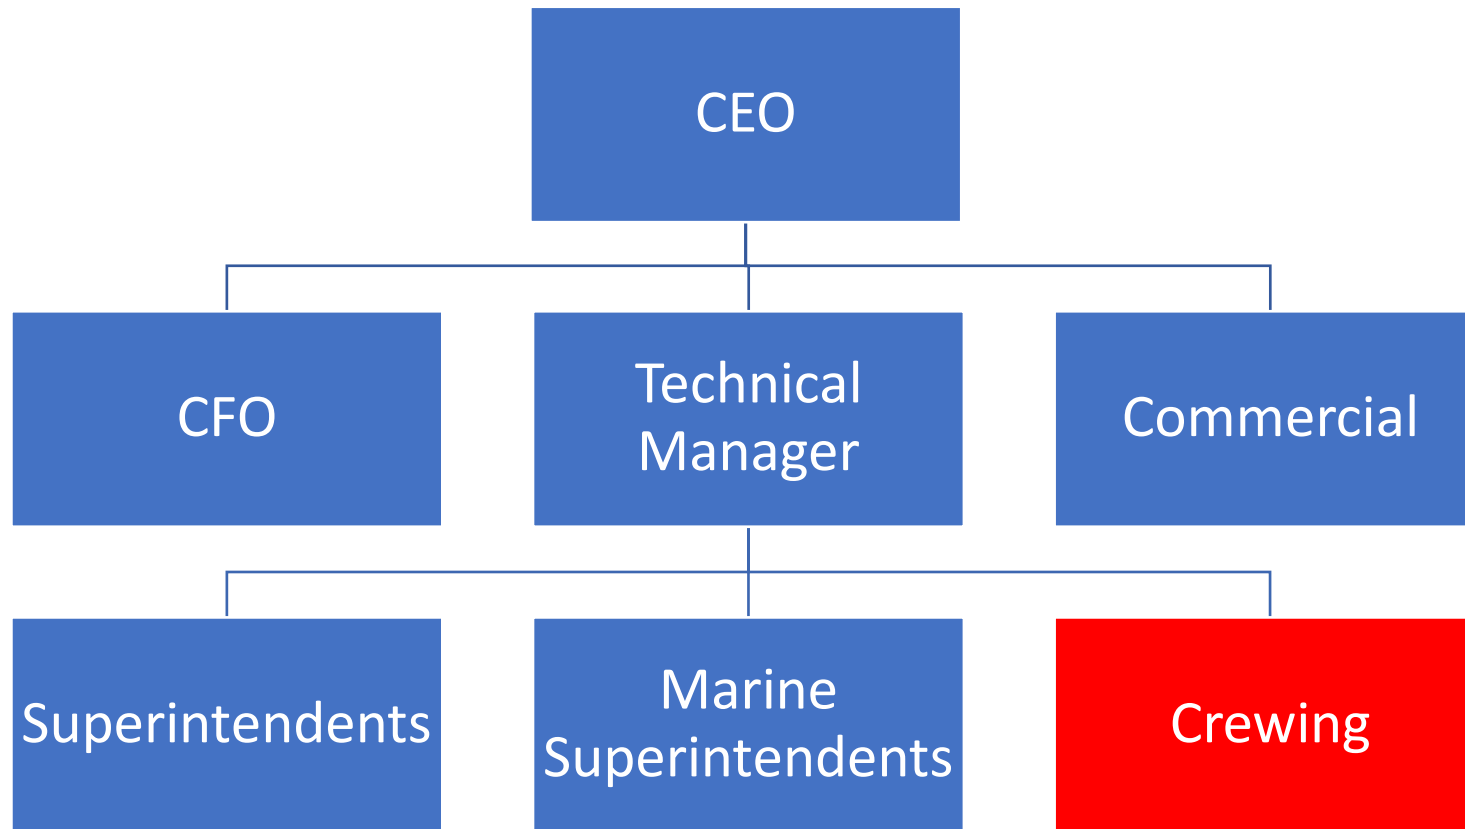 CEO
CFO
Technical
Manager
Commercial
Superintendents
Marine
Superintendents
Crewing